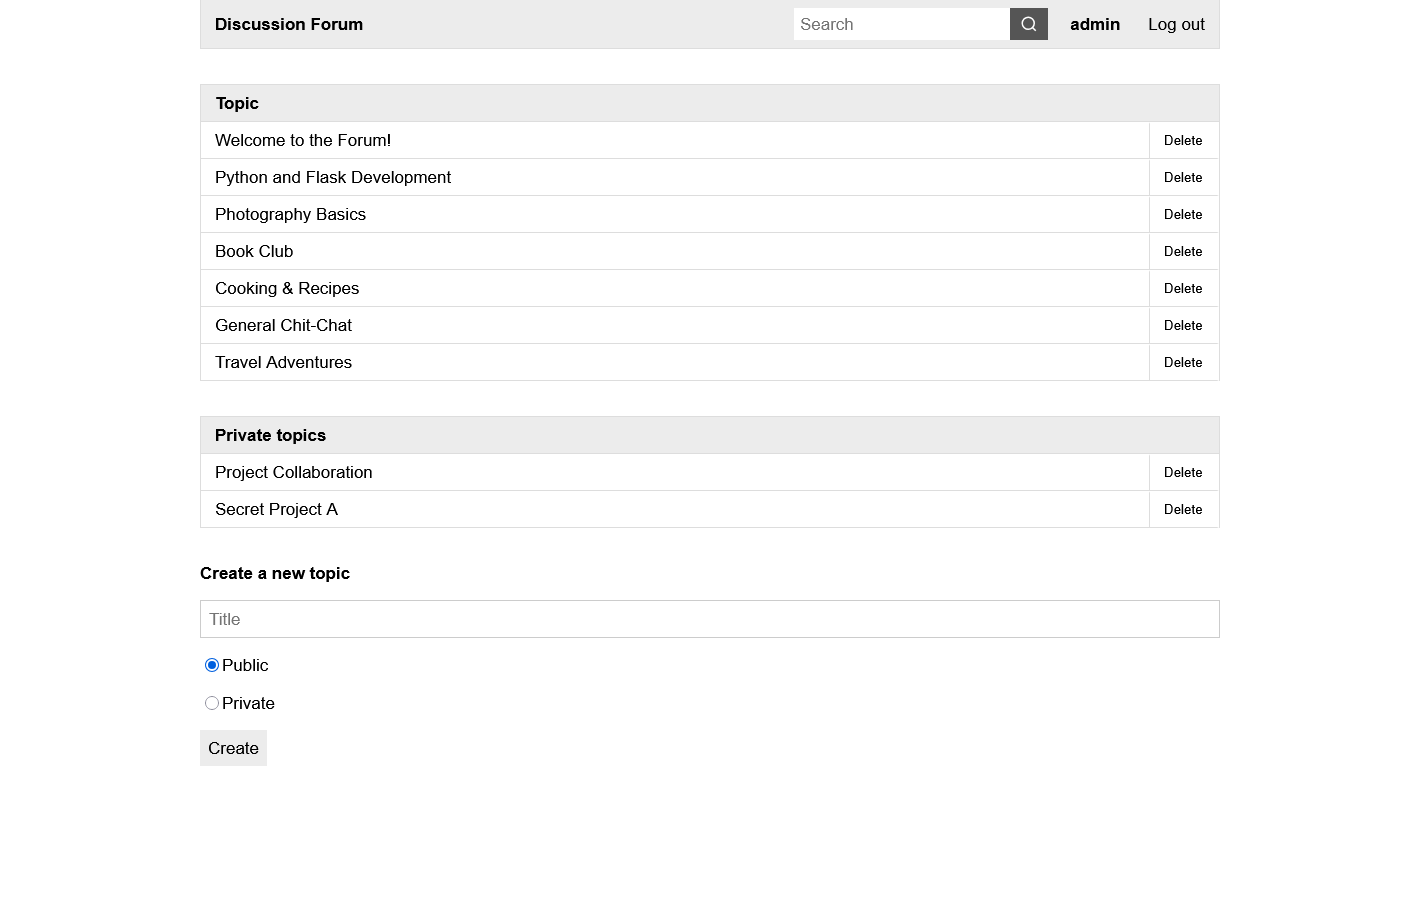 Discussion Forum Search admin Log out
Topic
Welcome to the Forum! Delete
Python and Flask Development Delete
Photography Basics Delete
Book Club Delete
Cooking & Recipes Delete
General Chit-Chat Delete
Travel Adventures Delete
Private topics
Project Collaboration Delete
Secret Project A Delete
Create a new topic
Title
Public
Private
Create